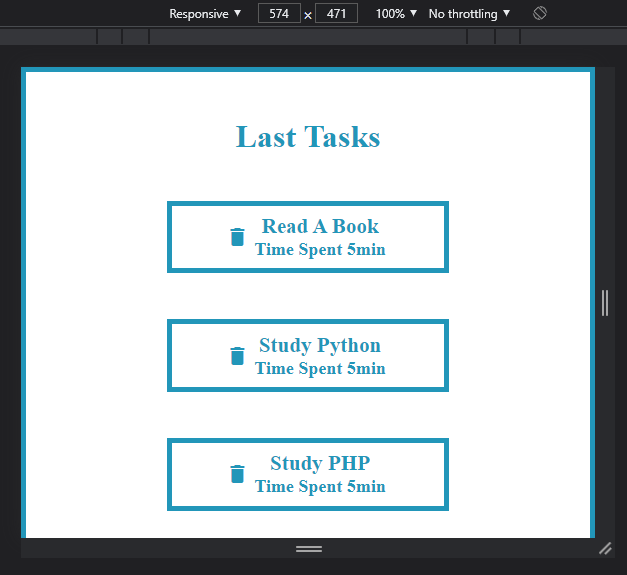 Responsive ▼ 574 x 471 100% ▼ No throttling ▼
Last Tasks
Read A Book
Time Spent 5min
Study Python
Time Spent 5min
Study PHP
Time Spent 5min